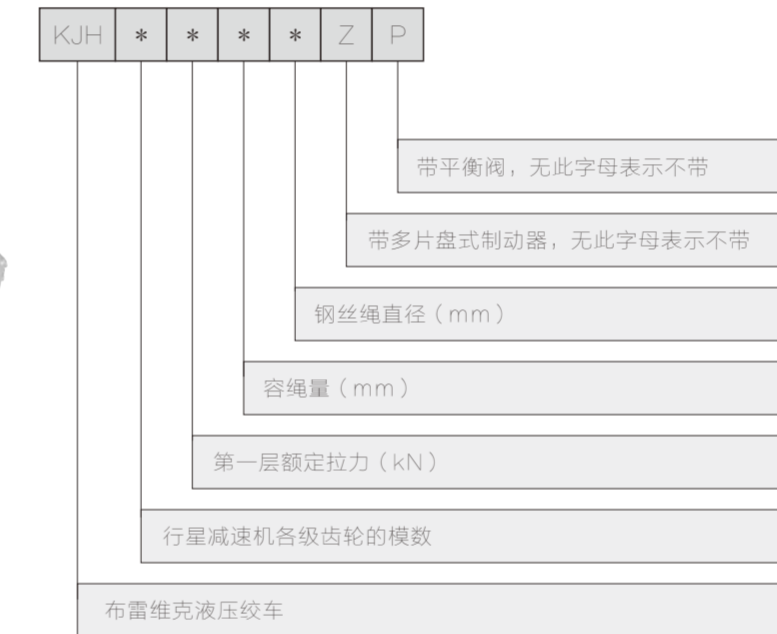 KJH * * * * Z P
带平衡阀，无此字母表示不带
带多片盘式制动器，无此字母表示不带
钢丝绳直径（mm）
容绳量（mm）
第一层额定拉力（kN）
行星减速机各级齿轮的模数
布雷维克液压绞车